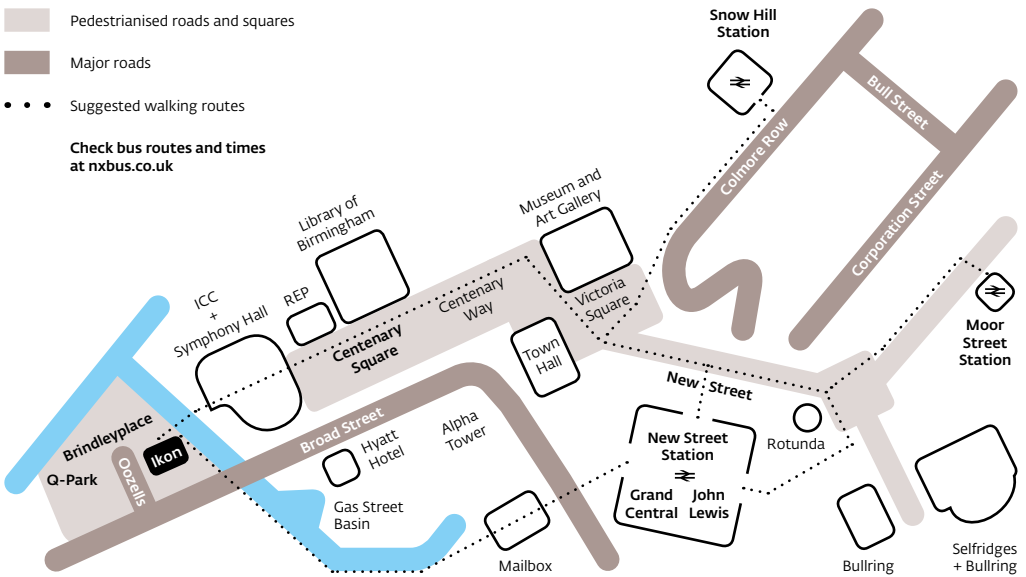 Pedestrianised roads and squares
Major roads
Suggested walking routes
Check bus routes and times
at nxbus.co.uk
Snow Hill
Station
Bull Street
Colmore Row
Corporation Street
Museum and
Art Gallery
Library of
Birmingham
REP
ICC
+
Symphony Hall
Centenary
Way
Victoria
Square
Centenary
Square
Town
Hall
Moor
Street
Station
New Street
Brindleyplace
Ikon
Q-Park
Oozells
Broad Street
Hyatt
Hotel
Alpha
Tower
Rotunda
New Street
Station
Grand
Central
John
Lewis
Gas Street
Basin
Mailbox
Bullring
Selfridges
+ Bullring